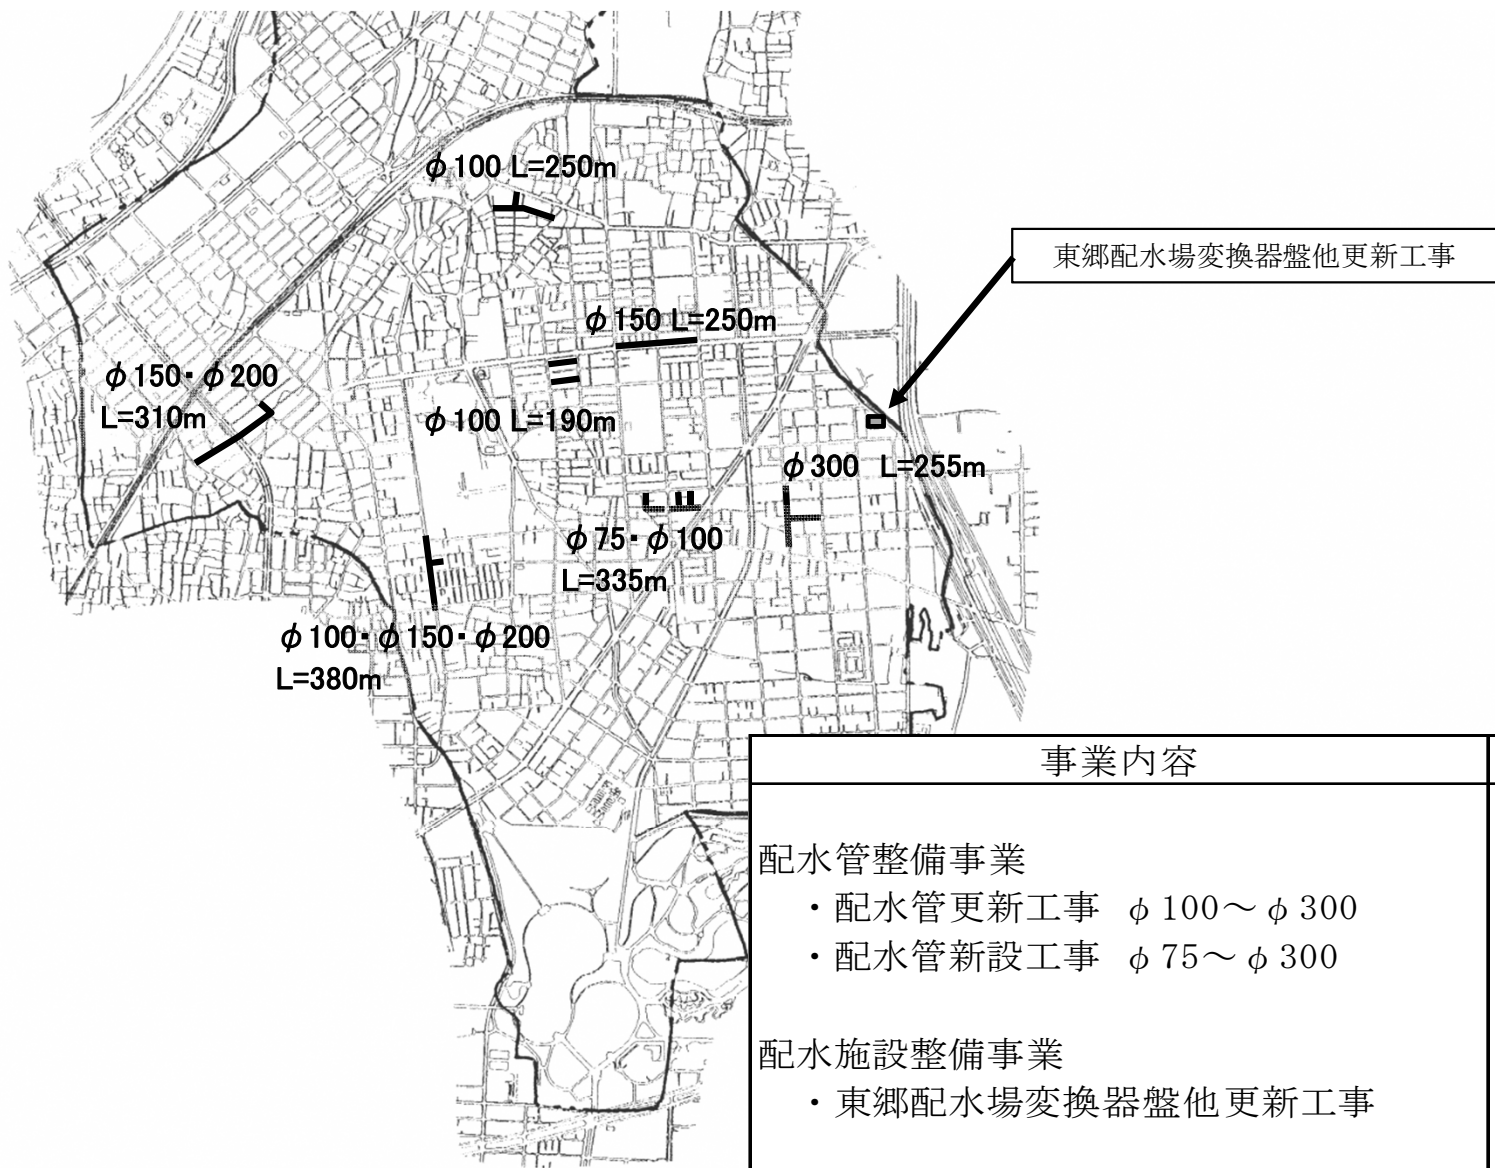 φ100 L=250m
東郷配水場変換器盤他更新工事
φ150 L=250m
φ150・φ200
L=310m
φ100 L=190m
φ300 L=255m
φ75・φ100
L=335m
φ100・φ150・φ200
L=380m
事業内容
配水管整備事業
・配水管更新工事 φ100～φ300
・配水管新設工事 φ75～φ300
配水施設整備事業
・東郷配水場変換器盤他更新工事